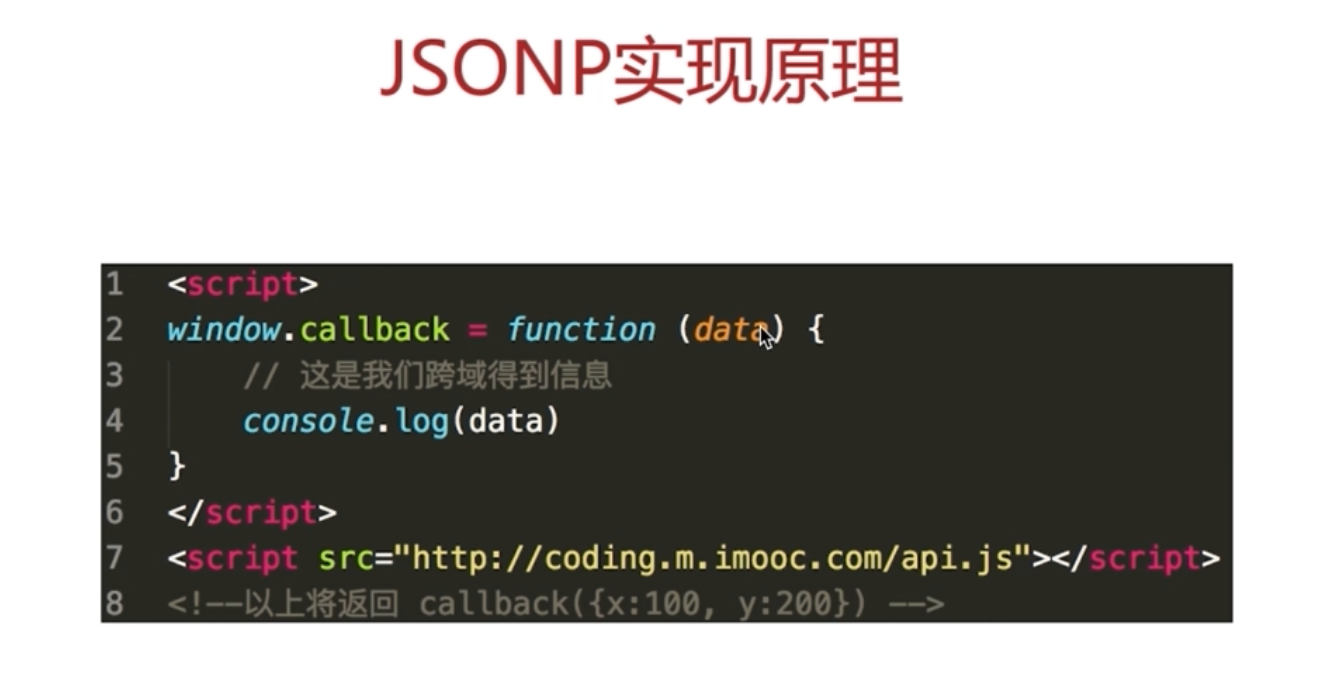 JSONP实现原理
1 <script>
2 window.callback = function (data) {
3 // 这是我们跨域得到信息
4 console.log(data)
5 }
6 </script>
7 <script src="http://coding.m.imooc.com/api.js"></script>
8 <!--以上将返回 callback({x:100, y:200}) -->